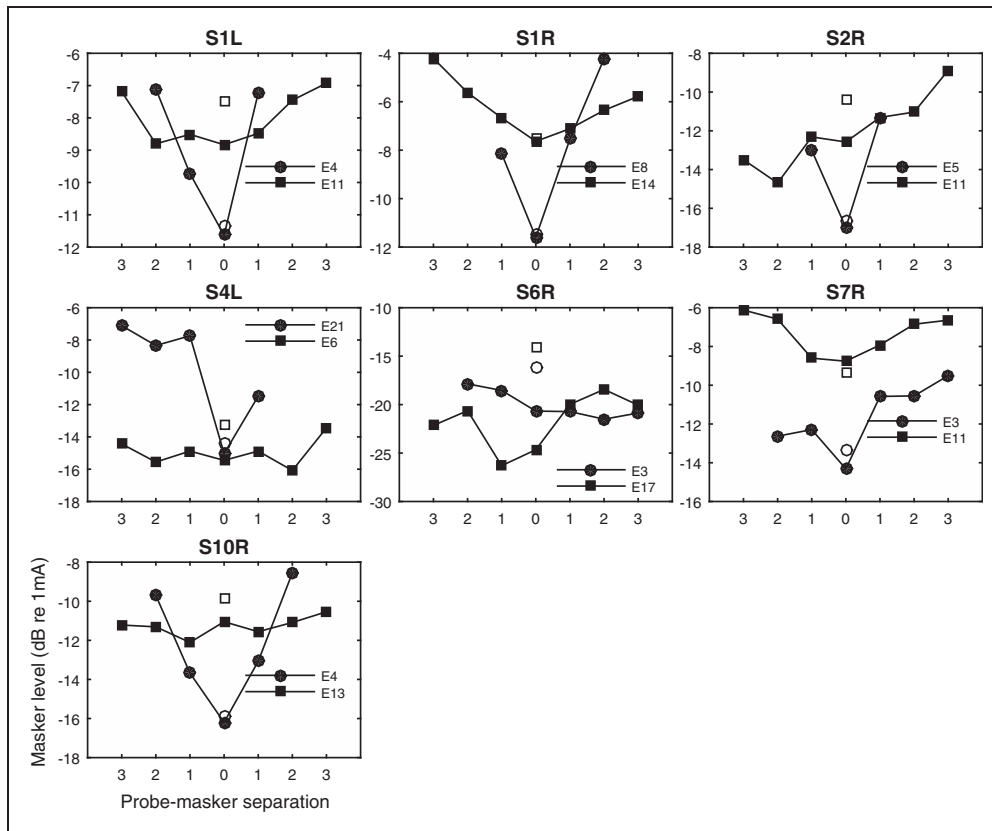 S1L
S1R
S2R
-6
-7
-8
-9
-10
-11
-12
3 2 1 0 1 2 3
E4
E11
-4
-6
-8
-10
-12
3 2 1 0 1 2 3
E8
E14
-8
-10
-12
-14
-16
-18
3 2 1 0 1 2 3
E5
E11
S4L
S6R
S7R
-6
-8
-10
-12
-14
-16
-18
3 2 1 0 1 2 3
E21
E6
-10
-15
-20
-25
-30
3 2 1 0 1 2 3
E3
E17
-6
-8
-10
-12
-14
-16
3 2 1 0 1 2 3
E3
E11
S10R
Masker level (dB re 1mA)
-8
-10
-12
-14
-16
-18
3 2 1 0 1 2 3
E4
E13
Probe-masker separation